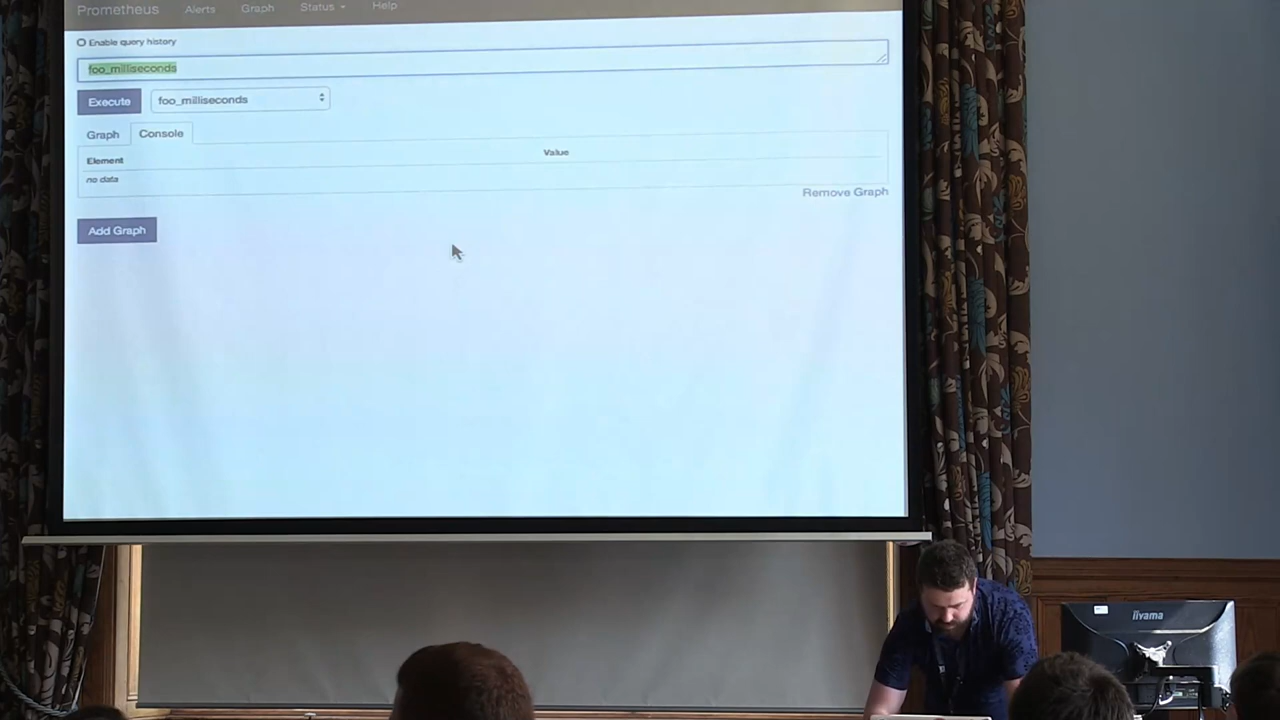 Prometheus Alerts Graph Status Help
Enable query history
foo_milliseconds
Execute foo_milliseconds
Graph Console
Element Value
no data
Remove Graph
Add Graph
iiyama